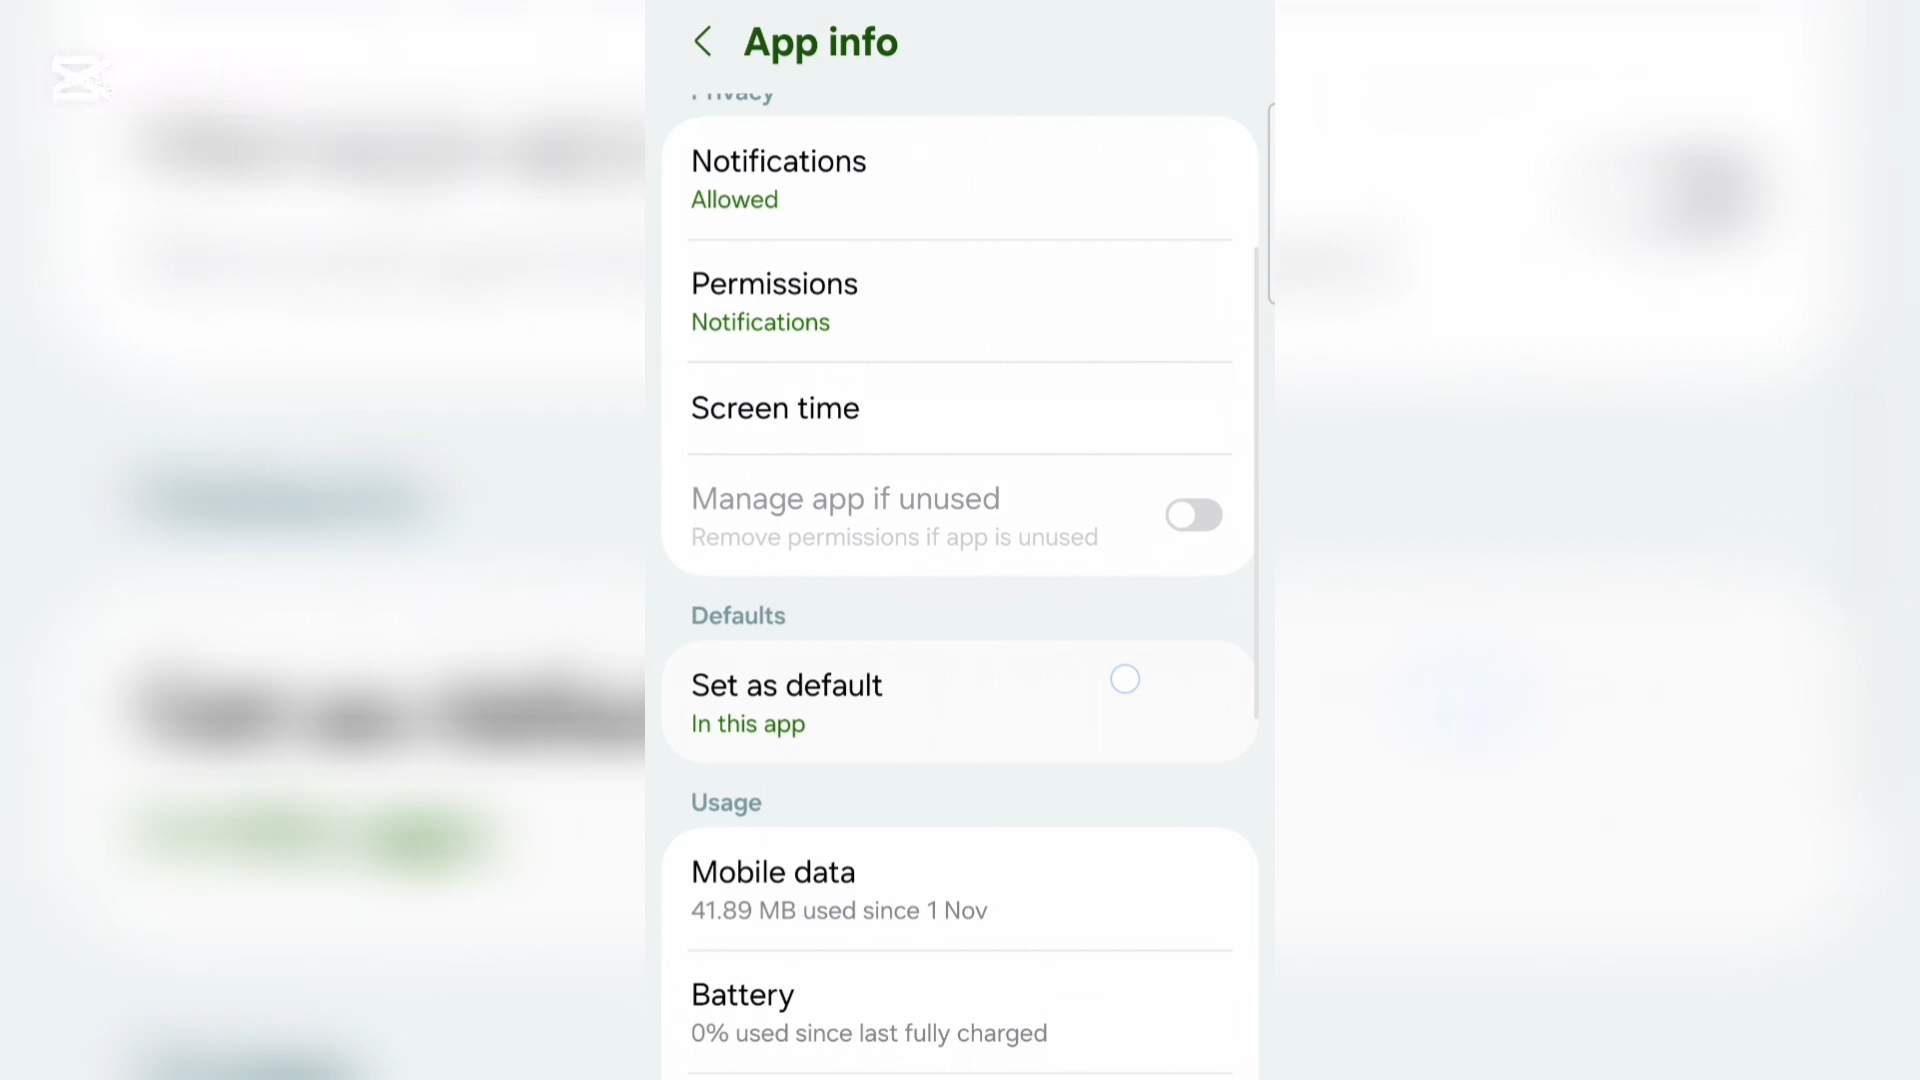 App info
Privacy
Notifications
Allowed
Permissions
Notifications
Screen time
Manage app if unused
Remove permissions if app is unused
Defaults
Set as default
In this app
Usage
Mobile data
41.89 MB used since 1 Nov
Battery
0% used since last fully charged